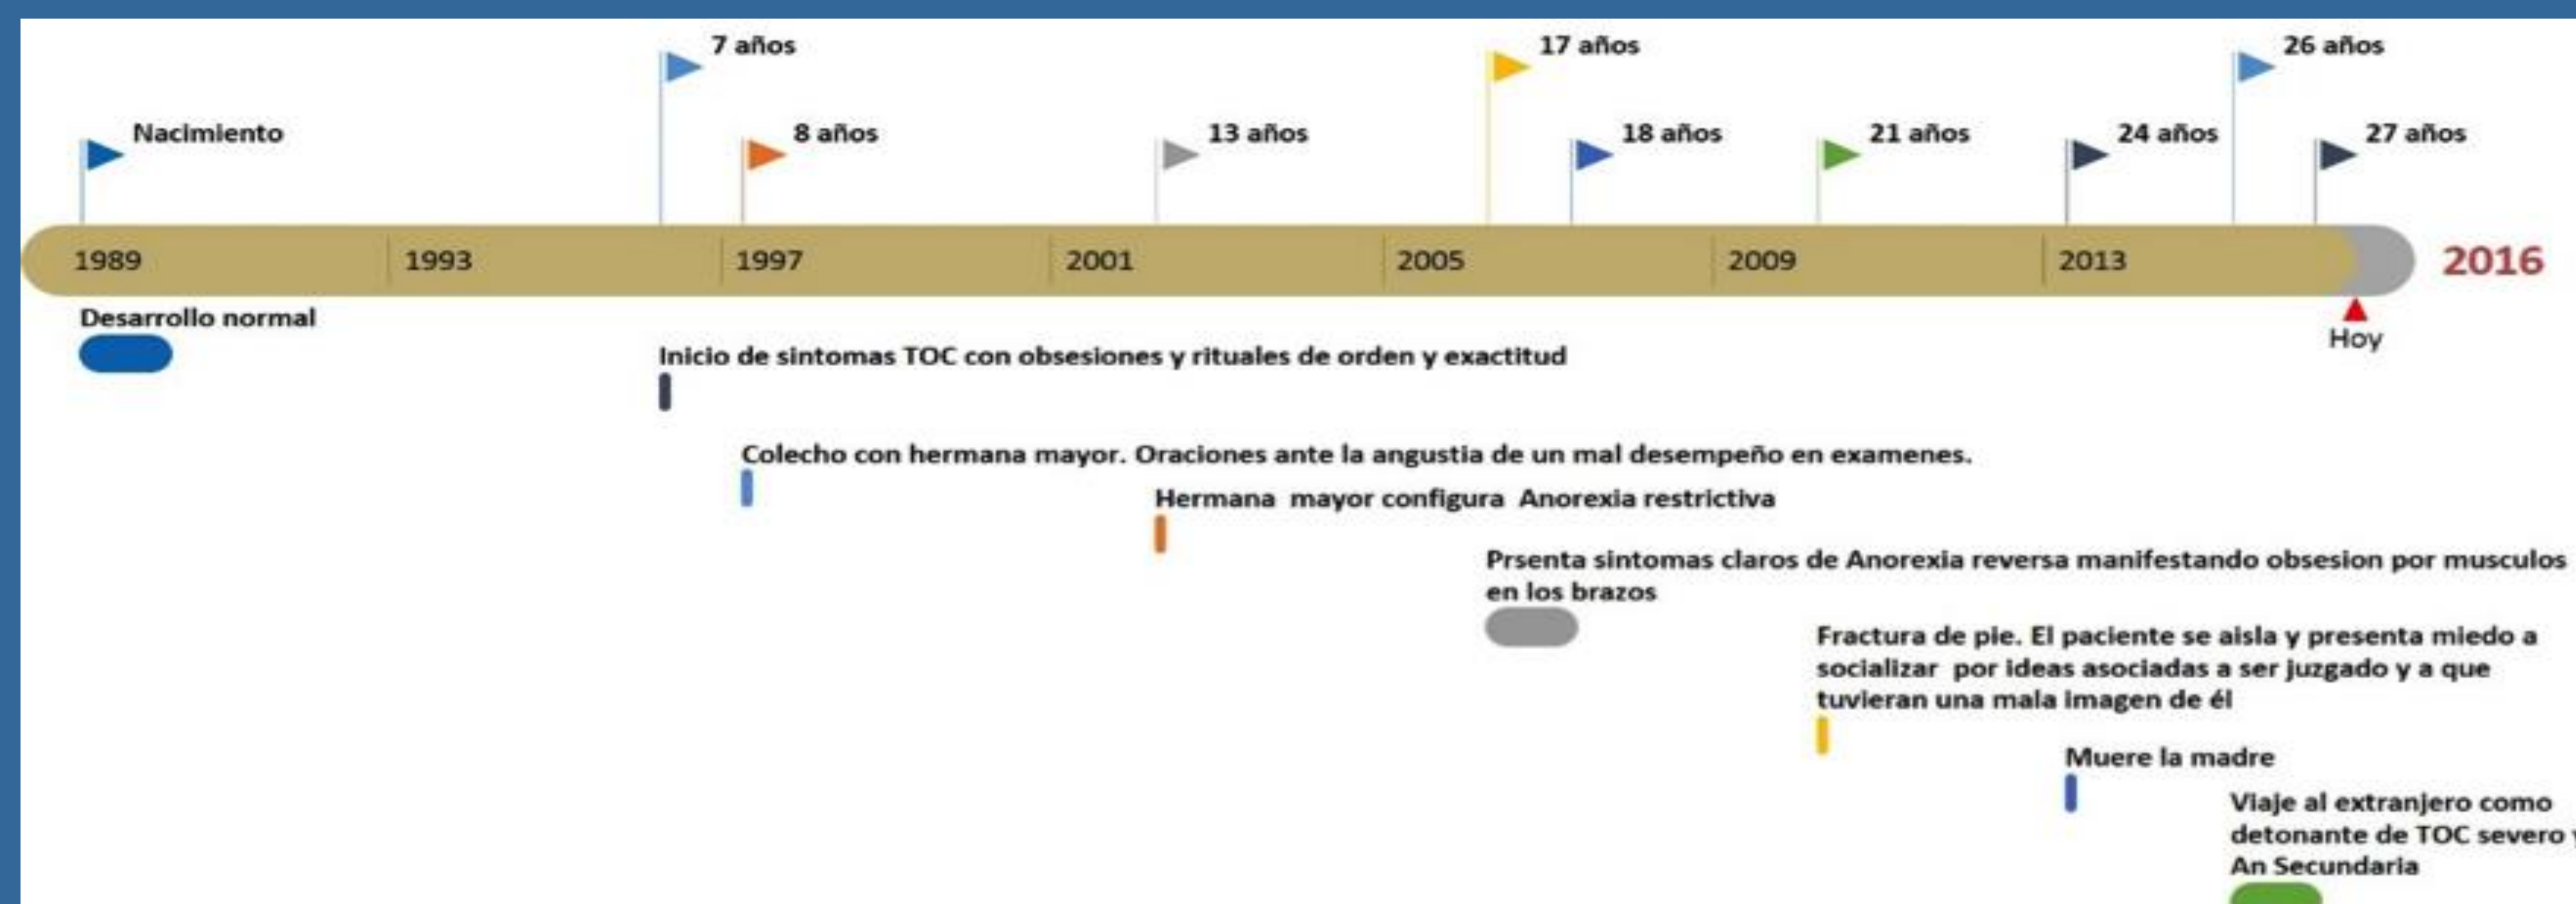 7 años
17 años
26 años
Nacimiento
8 años
13 años
18 años
21 años
24 años
27 años
1989
1993
1997
2001
2005
2009
2013
2016
Desarrollo normal
Hoy
Inicio de sintomas TOC con obsesiones y rituales de orden y exactitud
Colecho con hermana mayor. Oraciones ante la angustia de un mal desempeño en examenes.
Hermana mayor configura Anorexia restrictiva
Prsenta sintomas claros de Anorexia reversa manifestando obsesion por musculos
en los brazos
Fractura de pie. El paciente se aisla y presenta miedo a
socializar por ideas asociadas a ser juzgado y a que
tuvieran una mala imagen de él
Muere la madre
Viaje al extranjero como
detonante de TOC severo y
An Secundaria